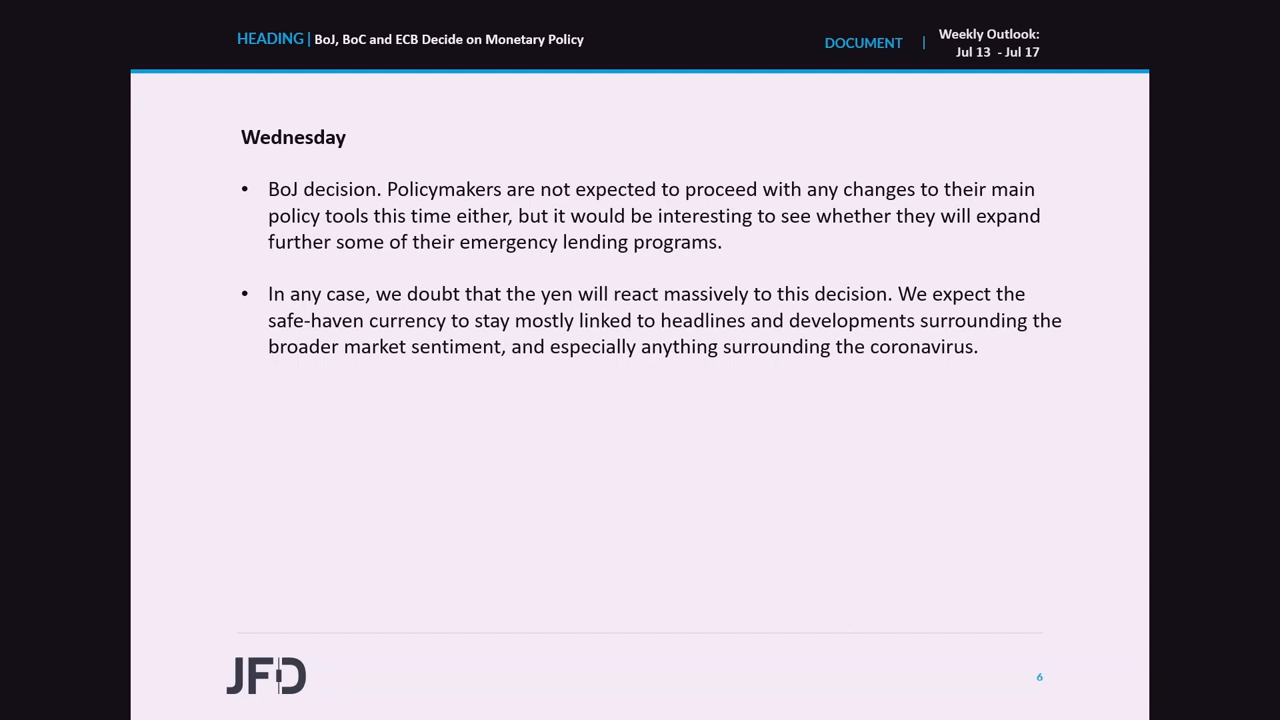 HEADING | BoJ, BoC and ECB Decide on Monetary Policy
DOCUMENT | Weekly Outlook:
Jul 13 - Jul 17
Wednesday
• BoJ decision. Policymakers are not expected to proceed with any changes to their main
policy tools this time either, but it would be interesting to see whether they will expand
further some of their emergency lending programs.
• In any case, we doubt that the yen will react massively to this decision. We expect the
safe-haven currency to stay mostly linked to headlines and developments surrounding the
broader market sentiment, and especially anything surrounding the coronavirus.
JFD
6